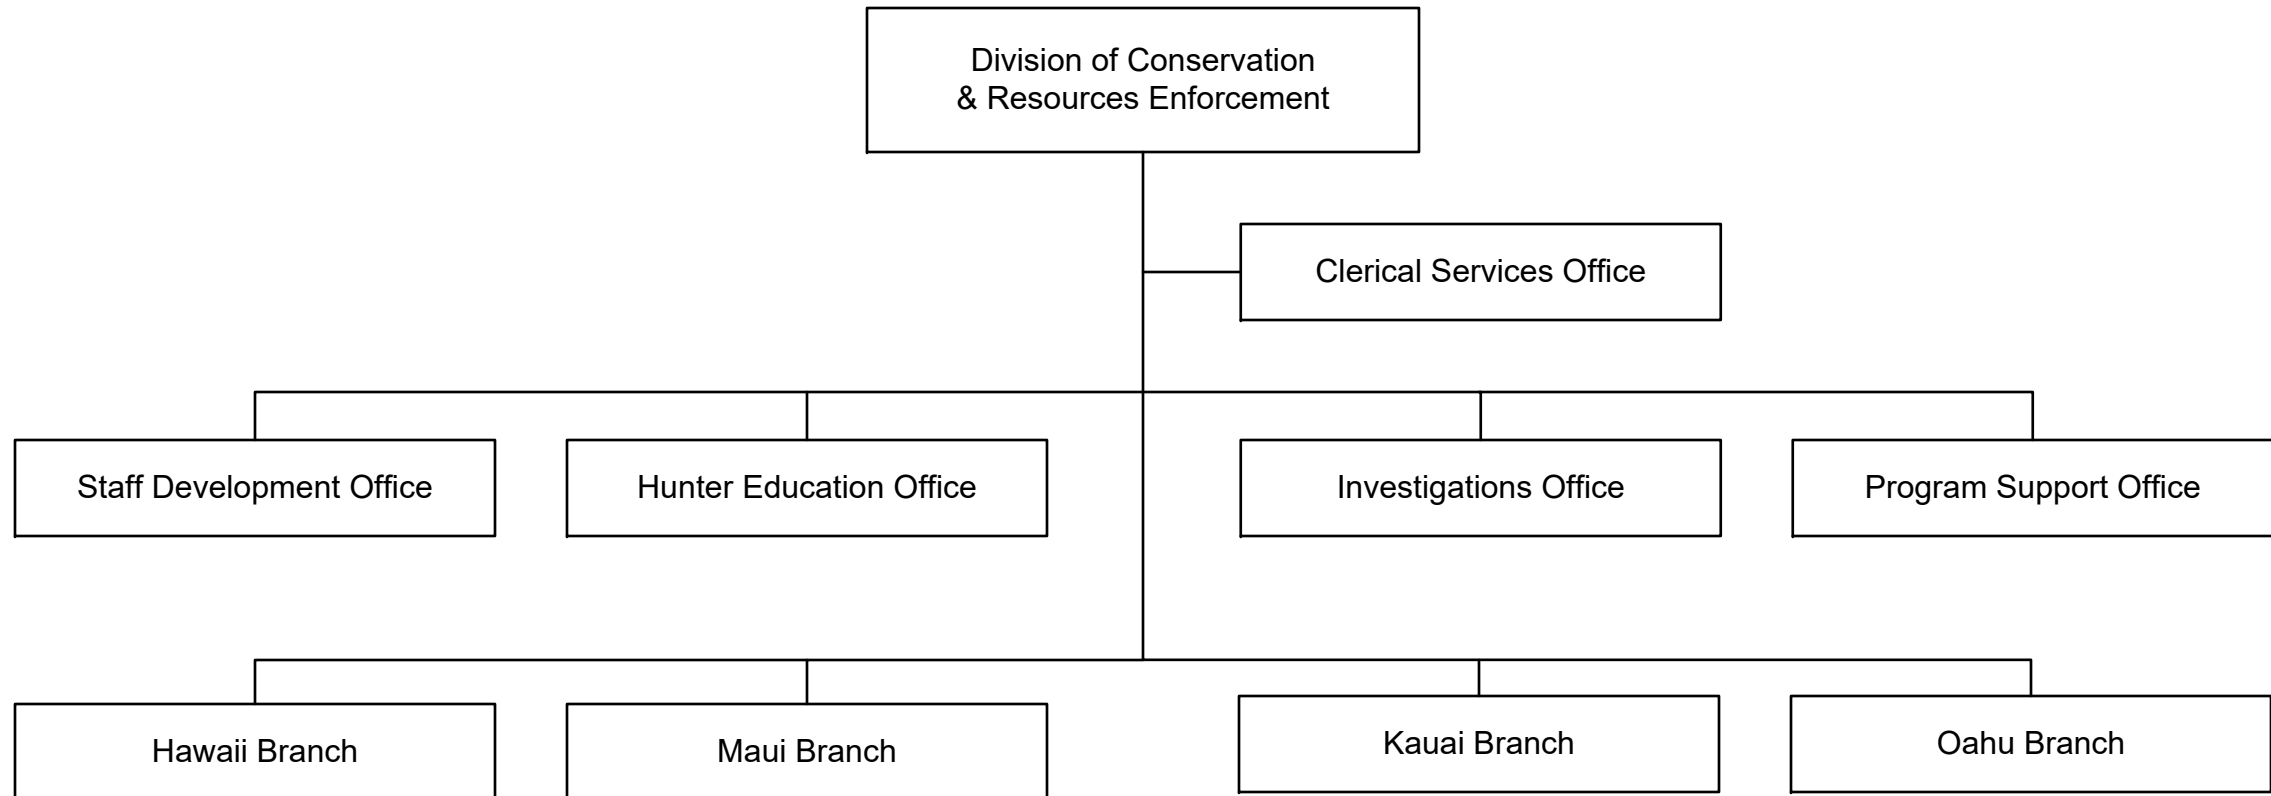 Division of Conservation
& Resources Enforcement
Clerical Services Office
Staff Development Office
Hunter Education Office
Investigations Office
Program Support Office
Hawaii Branch
Maui Branch
Kauai Branch
Oahu Branch